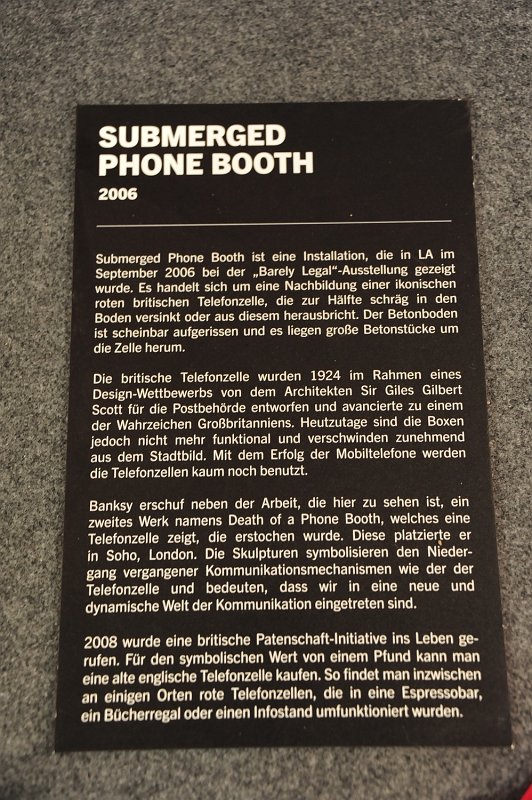 SUBMERGED
PHONE BOOTH
2006
Submerged Phone Booth ist eine Installation, die in LA im
September 2006 bei der „Barely Legal“-Ausstellung gezeigt
wurde. Es handelt sich um eine Nachbildung einer ikonischen
roten britischen Telefonzelle, die zur Hälfte schräg in den
Boden versinkt oder aus diesem herausbricht. Der Betonboden
ist scheinbar aufgerissen und es liegen große Betonstücke um
die Zelle herum.
Die britische Telefonzelle wurden 1924 im Rahmen eines
Design-Wettbewerbs von dem Architekten Sir Giles Gilbert
Scott für die Postbehörde entworfen und avancierte zu einem
der Wahrzeichen Großbritanniens. Heutzutage sind die Boxen
jedoch nicht mehr funktional und verschwinden zunehmend
aus dem Stadtbild. Mit dem Erfolg der Mobiltelefone werden
die Telefonzellen kaum noch benutzt.
Banksy erschuf neben der Arbeit, die hier zu sehen ist, ein
zweites Werk namens Death of a Phone Booth, welches eine
Telefonzelle zeigt, die erstochen wurde. Diese platzierte er
in Soho, London. Die Skulpturen symbolisieren den Nieder-
gang vergangener Kommunikationsmechanismen wie der der
Telefonzelle und bedeuten, dass wir in eine neue und
dynamische Welt der Kommunikation eingetreten sind.
2008 wurde eine britische Patenschaft-Initiative ins Leben ge-
rufen. Für den symbolischen Wert von einem Pfund kann man
eine alte englische Telefonzelle kaufen. So findet man inzwischen
an einigen Orten rote Telefonzellen, die in eine Espressobar,
ein Bücherregal oder einen Infostand umfunktioniert wurden.